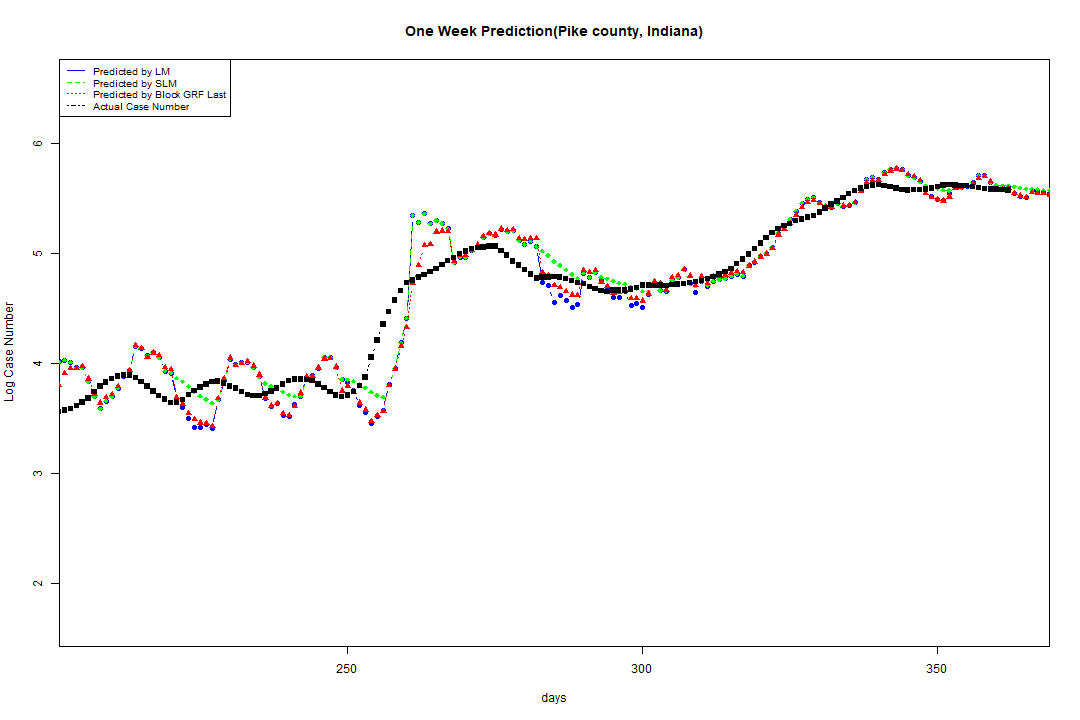 One Week Prediction(Pike county, Indiana)
Predicted by LM
Predicted by SLM
Predicted by Block GRF Last
Actual Case Number
6
5
4
3
2
Log Case Number
250
300
350
days